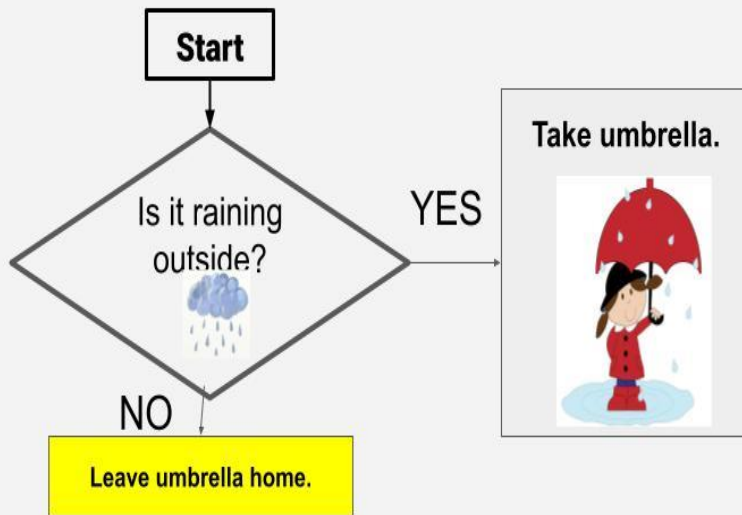 Start
Is it raining
outside?
YES
Take umbrella.
NO
Leave umbrella home.